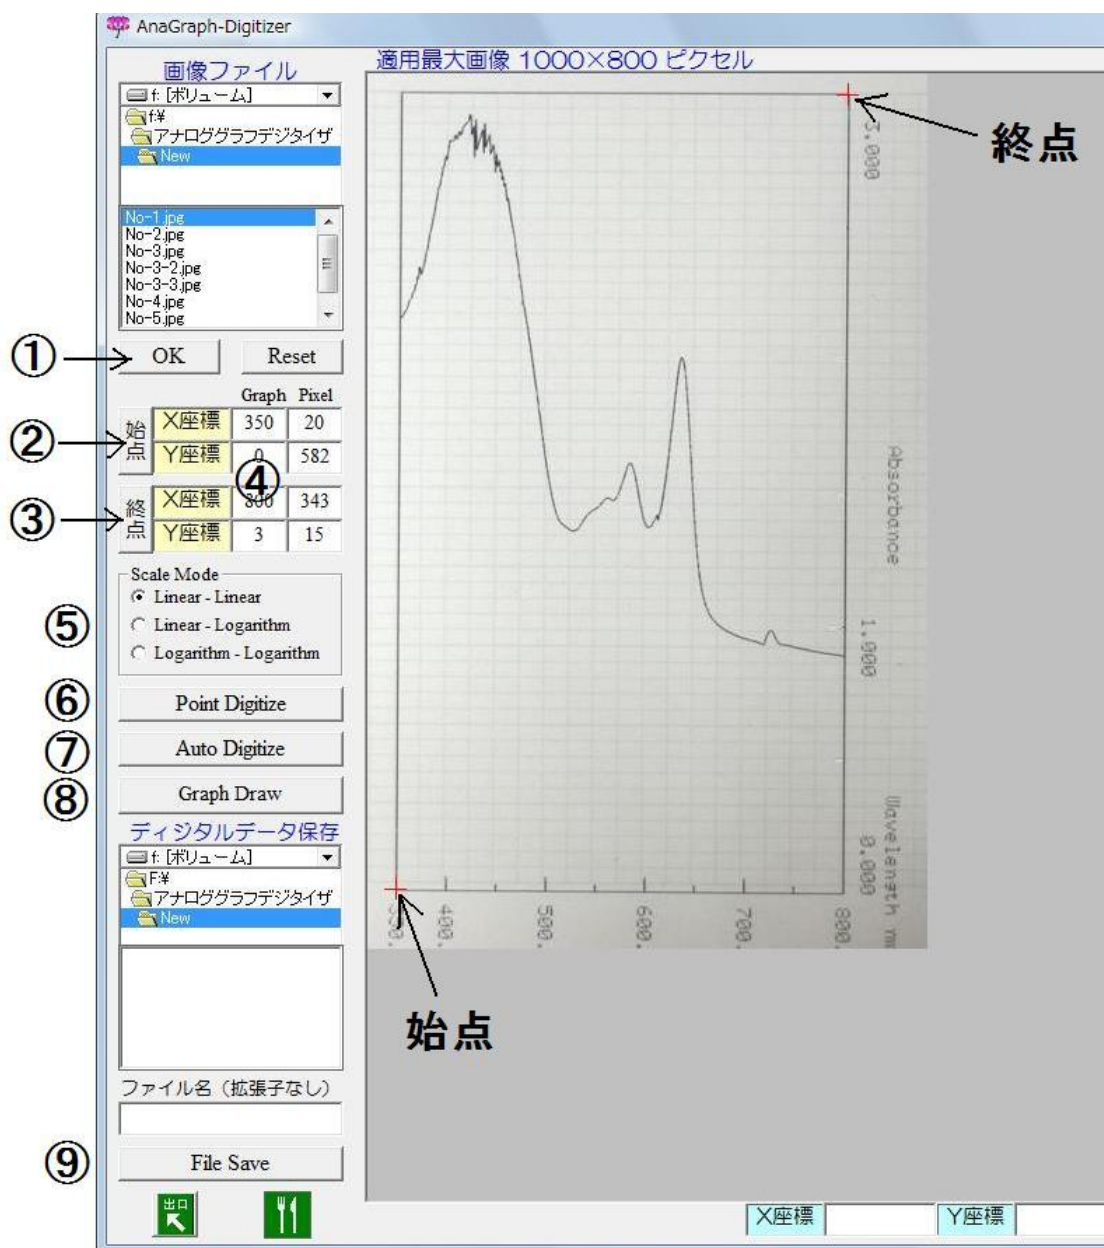 AnaGraph-Digitizer
適用最大画像 1000×800 ピクセル
画像ファイル
f: [ボリューム]
f:¥
アナロググラフデジタイザ
New
No-1.jpg
No-2.jpg
No-3.jpg
No-3-2.jpg
No-3-3.jpg
No-4.jpg
No-5.jpg
① OK Reset
Graph Pixel
② 始点 X座標 350 20
Y座標 0 582
④
③ 終点 X座標 800 343
Y座標 3 15
Scale Mode
⑤ Linear - Linear
Linear - Logarithm
Logarithm - Logarithm
⑥ Point Digitize
⑦ Auto Digitize
⑧ Graph Draw
ディジタルデータ保存
f: [ボリューム]
F:¥
アナロググラフデジタイザ
New
ファイル名（拡張子なし）
⑨ File Save
出口
終点
3.000
Absorbance
1.000
0.000
Wavelength
400.
500.
600.
700.
800.
始点
X座標
Y座標